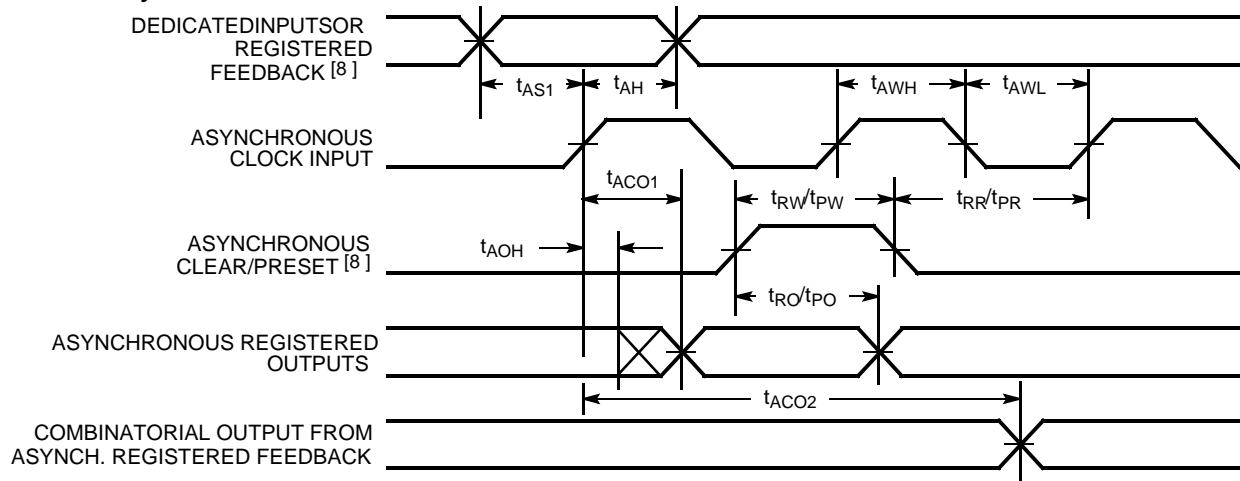 DEDICATEDINPUTSOR
REGISTERED
FEEDBACK [8 ]
tAS1
tAH
tAWH
tAWL
ASYNCHRONOUS
CLOCK INPUT
tACO1
tRW/tPW
tRR/tPR
ASYNCHRONOUS
CLEAR/PRESET [8 ]
tAOH
tRO/tPO
ASYNCHRONOUS REGISTERED
OUTPUTS
tACO2
COMBINATORIAL OUTPUT FROM
ASYNCH. REGISTERED FEEDBACK